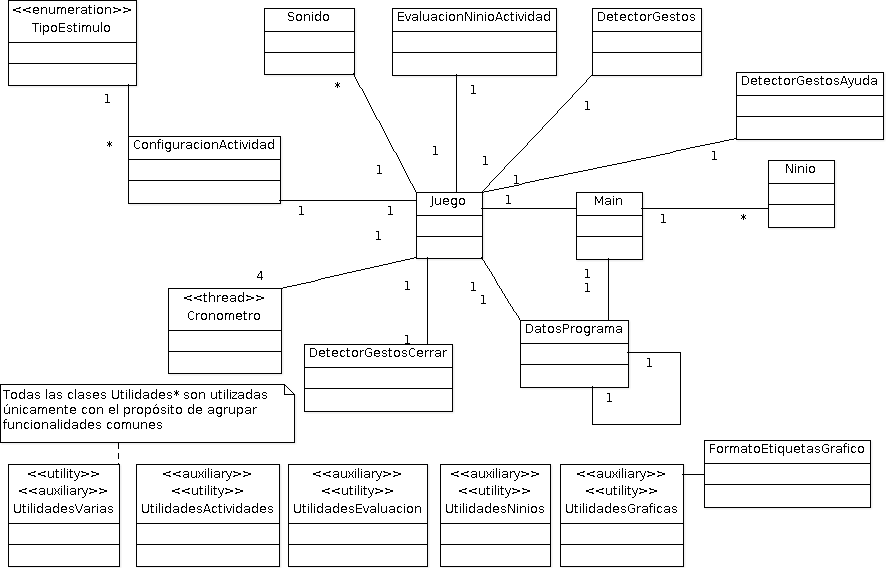 <<enumeration>>
TipoEstimulo
Sonido
EvaluacionNinioActividad
DetectorGestos
DetectorGestosAyuda
1
*
1
1
*
ConfiguracionActividad
1
1
1
1
1
Ninio
1
1
Juego
1
Main
1
*
1
4
1
1
1
1
1
<<thread>>
Cronometro
1
DetectorGestosCerrar
DatosPrograma
1
1
Todas las clases Utilidades* son utilizadas
únicamente con el propósito de agrupar
funcionalidades comunes
FormatoEtiquetasGrafico
<<utility>>
<<auxiliary>>
UtilidadesVarias
<<auxiliary>>
<<utility>>
UtilidadesActividades
<<auxiliary>>
<<utility>>
UtilidadesEvaluacion
<<auxiliary>>
<<utility>>
UtilidadesNinios
<<auxiliary>>
<<utility>>
UtilidadesGraficas